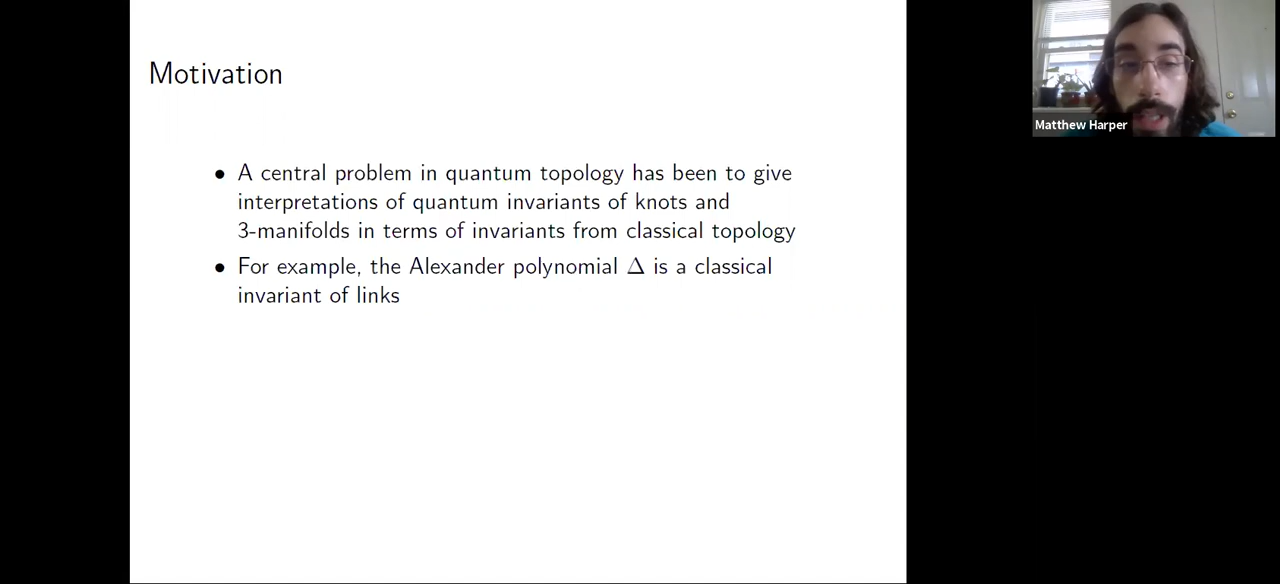 Motivation
• A central problem in quantum topology has been to give
interpretations of quantum invariants of knots and
3-manifolds in terms of invariants from classical topology
• For example, the Alexander polynomial Δ is a classical
invariant of links
Matthew Harper